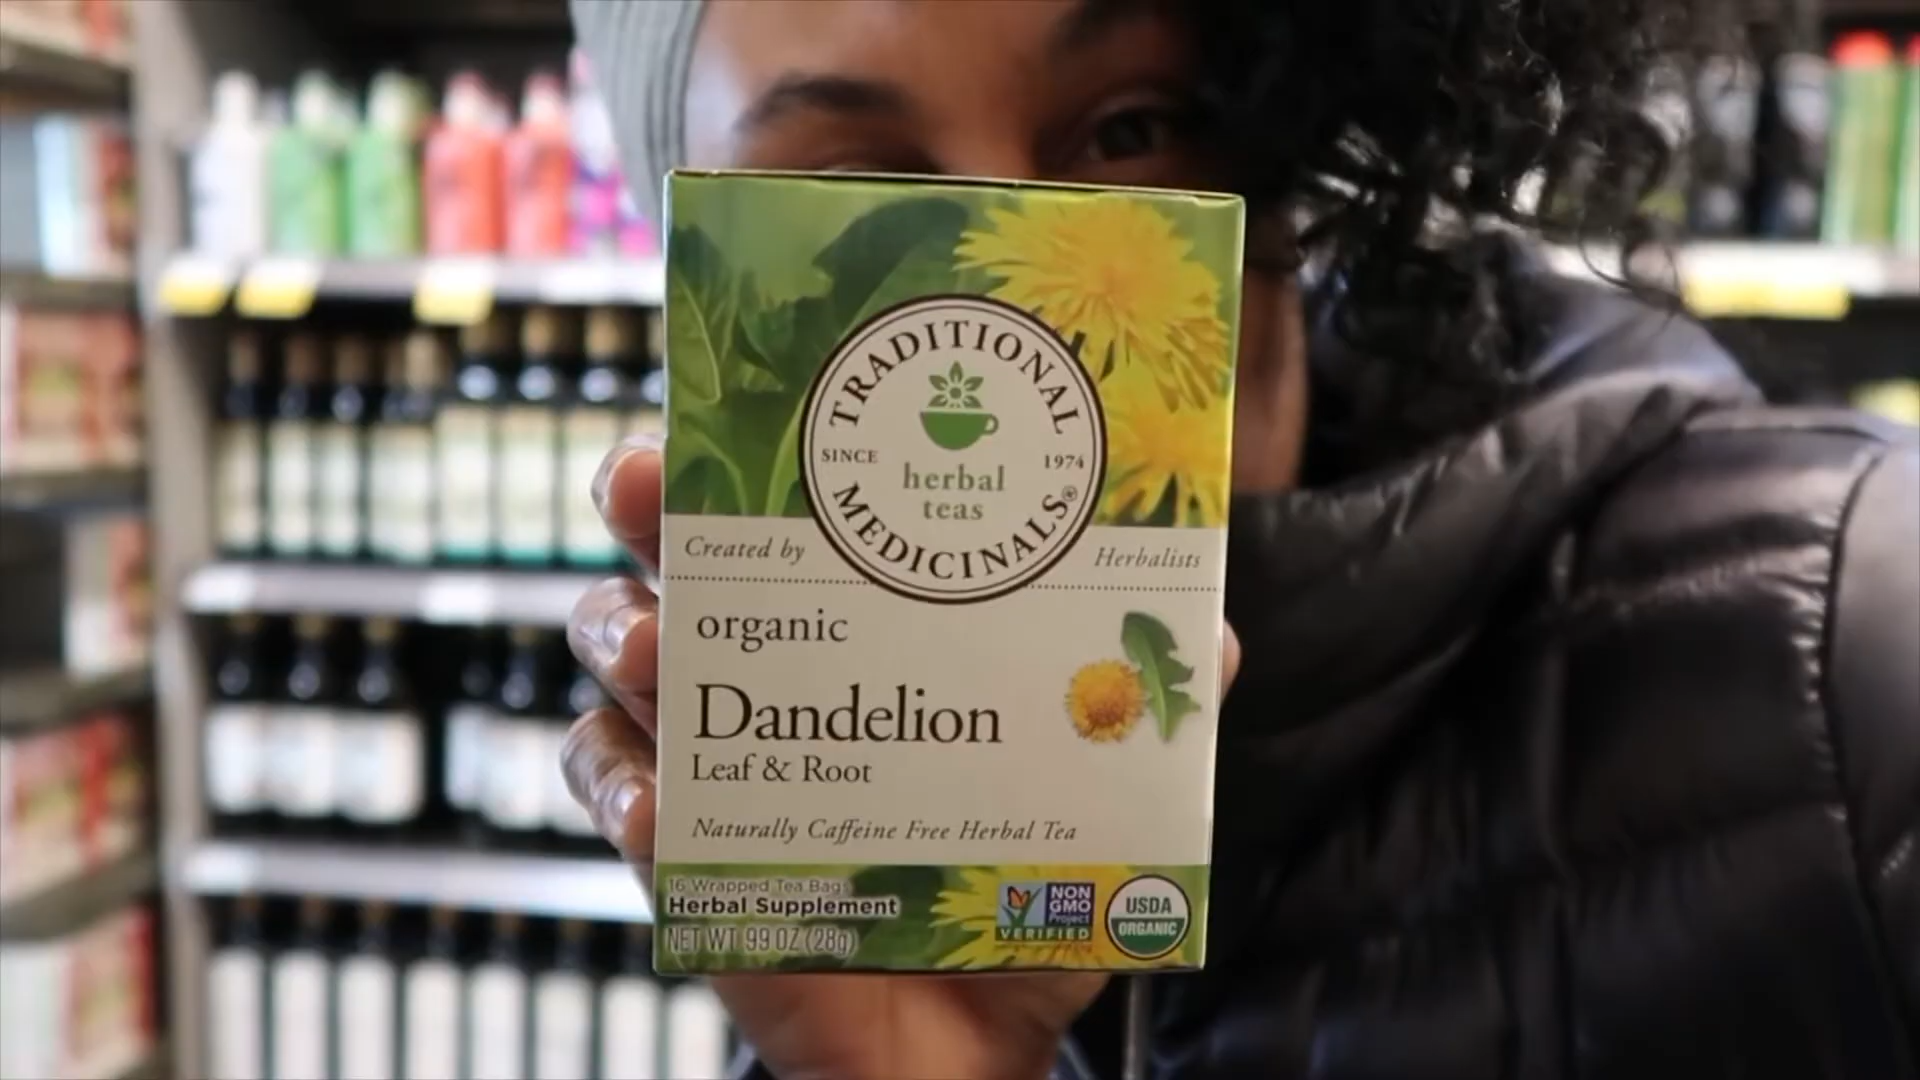 TRADITIONAL
SINCE 1974
herbal
teas
MEDICINALS®
Created by Herbalists
organic
Dandelion
Leaf & Root
Naturally Caffeine Free Herbal Tea
16 Wrapped Tea Bags
Herbal Supplement
NET WT .99 OZ (28g)
NON
GMO
Project
VERIFIED
USDA
ORGANIC